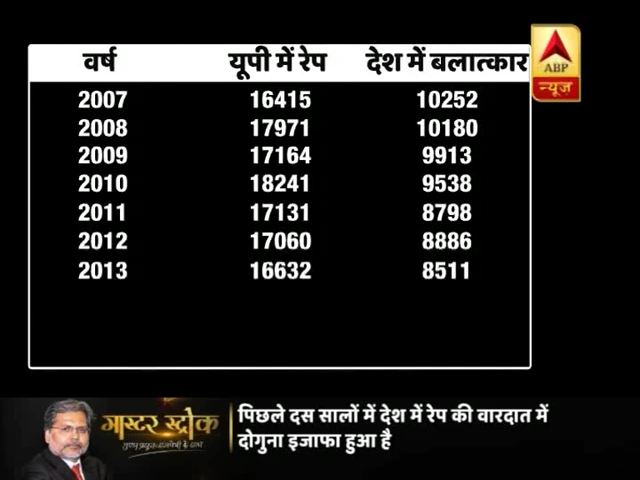 वर्ष यूपी में रेप देश में बलात्कार
2007 16415 10252
2008 17971 10180
2009 17164 9913
2010 18241 9538
2011 17131 8798
2012 17060 8886
2013 16632 8511
ABP
न्यूज़
मास्टर स्ट्रोक
पिछले दस सालों में देश में रेप की वारदात में
दोगुना इजाफा हुआ है